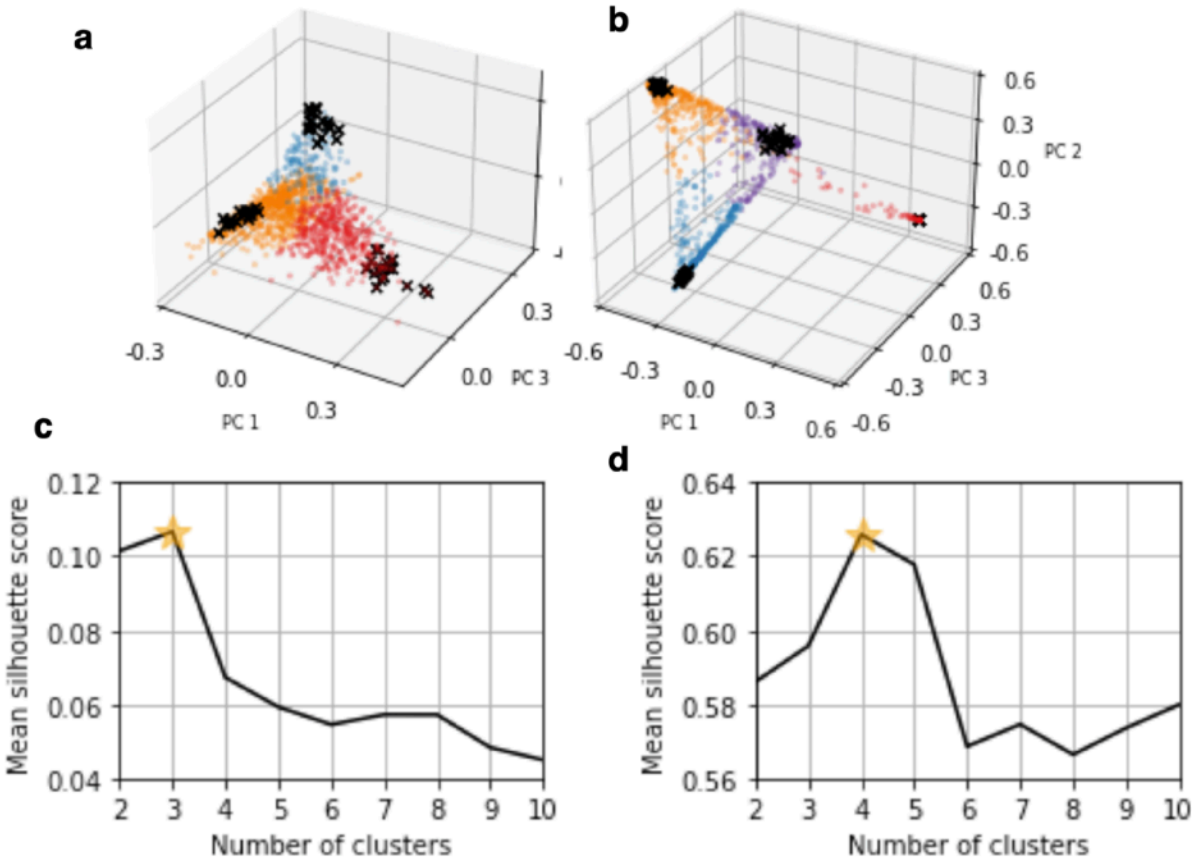 a
b
0.6
0.3
PC 2
0.0
-0.3
-0.6
0.3
0.6
-0.3
-0.6
0.3
0.0
0.0 PC 3
-0.3
0.0
PC 3
0.0
-0.3
PC 1
0.3
PC 1
0.3
0.6 -0.6
c
d
0.12
0.10
0.08
0.06
0.04
Mean silhouette score
2 3 4 5 6 7 8 9 10
Number of clusters
0.64
0.62
0.60
0.58
0.56
Mean silhouette score
2 3 4 5 6 7 8 9 10
Number of clusters